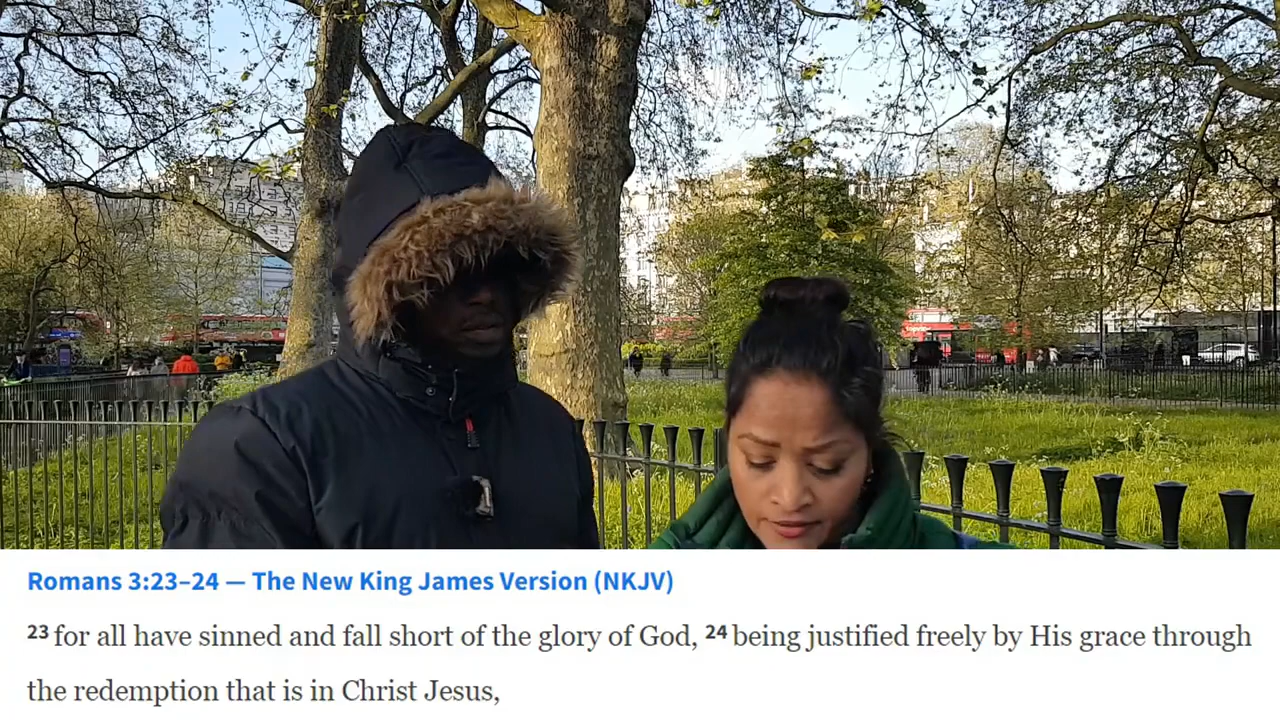 Romans 3:23–24 — The New King James Version (NKJV)
23 for all have sinned and fall short of the glory of God, 24 being justified freely by His grace through
the redemption that is in Christ Jesus,